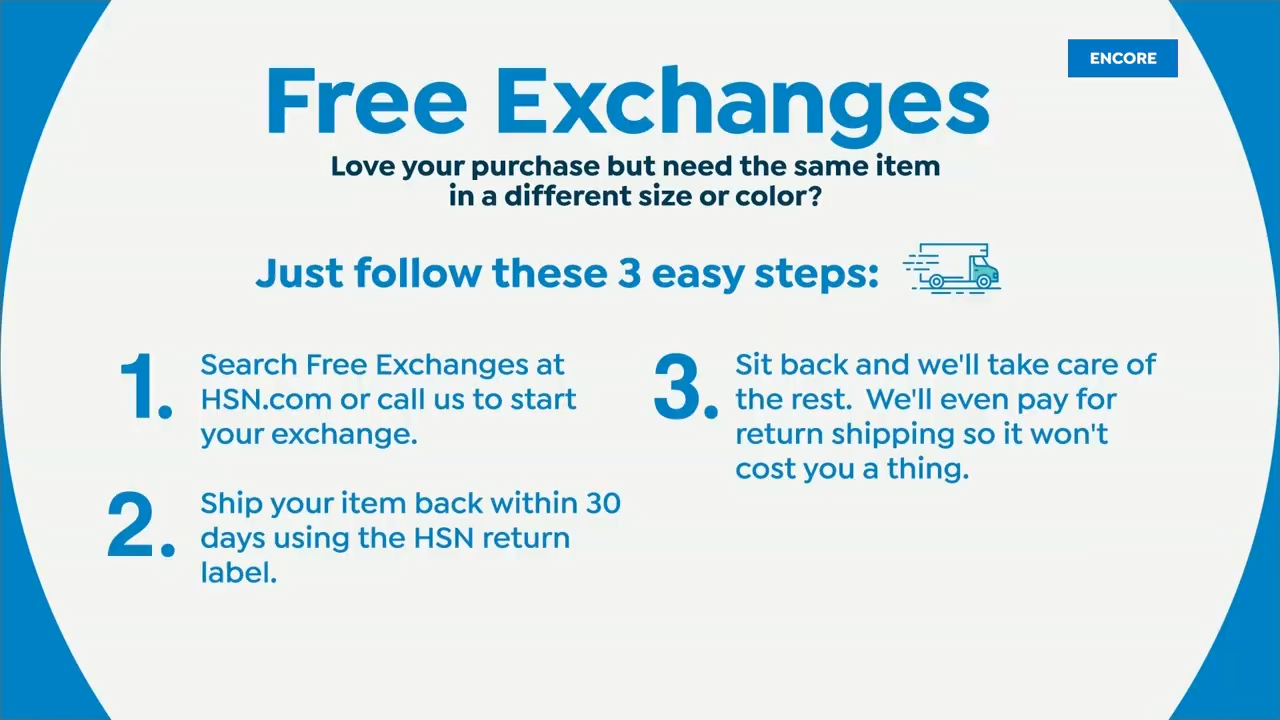 ENCORE
Free Exchanges
Love your purchase but need the same item
in a different size or color?
Just follow these 3 easy steps:
1. Search Free Exchanges at
HSN.com or call us to start
your exchange.
2. Ship your item back within 30
days using the HSN return
label.
3. Sit back and we'll take care of
the rest.  We'll even pay for
return shipping so it won't
cost you a thing.